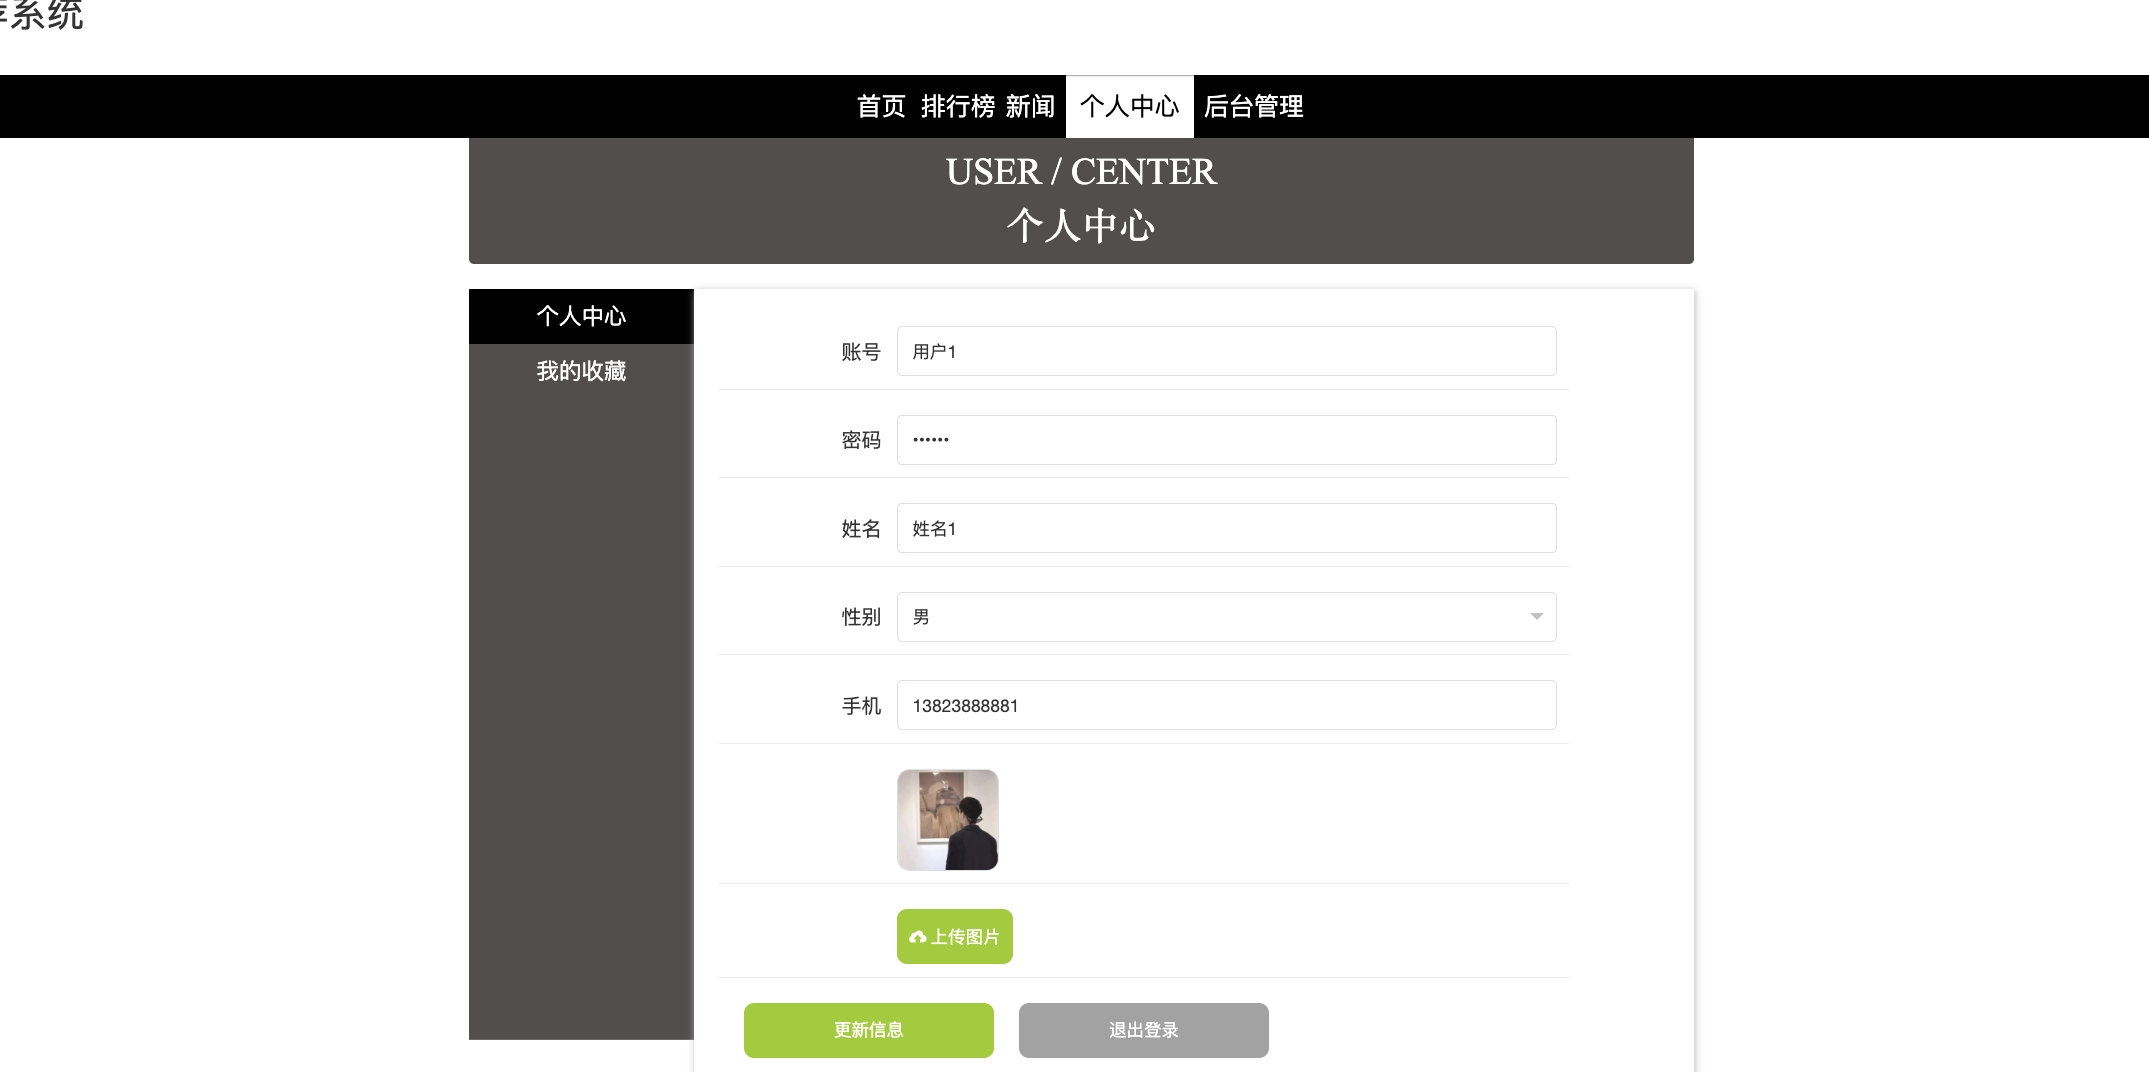 系统
首页 排行榜 新闻 个人中心 后台管理
USER / CENTER
个人中心
个人中心
我的收藏
账号 用户1
密码 ••••••
姓名 姓名1
性别 男
手机 13823888881
上传图片
更新信息 退出登录